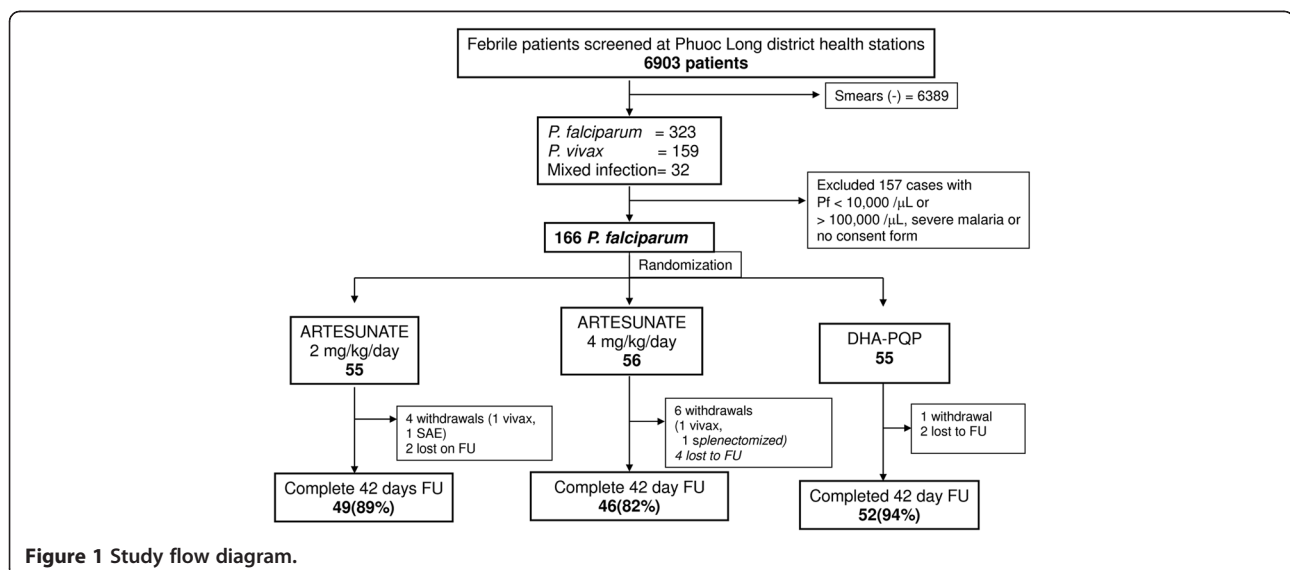 Febrile patients screened at Phuoc Long district health stations
6903 patients
Smears (-) = 6389
P. falciparum = 323
P. vivax = 159
Mixed infection= 32
Excluded 157 cases with
Pf < 10,000 /μL or
> 100,000 /μL, severe malaria or
no consent form
166 P. falciparum
Randomization
ARTESUNATE
2 mg/kg/day
55
ARTESUNATE
4 mg/kg/day
56
DHA-PQP
55
4 withdrawals (1 vivax,
1 SAE)
2 lost on FU
6 withdrawals
(1 vivax,
1 splenectomized)
4 lost to FU
1 withdrawal
2 lost to FU
Complete 42 days FU
49(89%)
Complete 42 day FU
46(82%)
Completed 42 day FU
52(94%)
Figure 1 Study flow diagram.